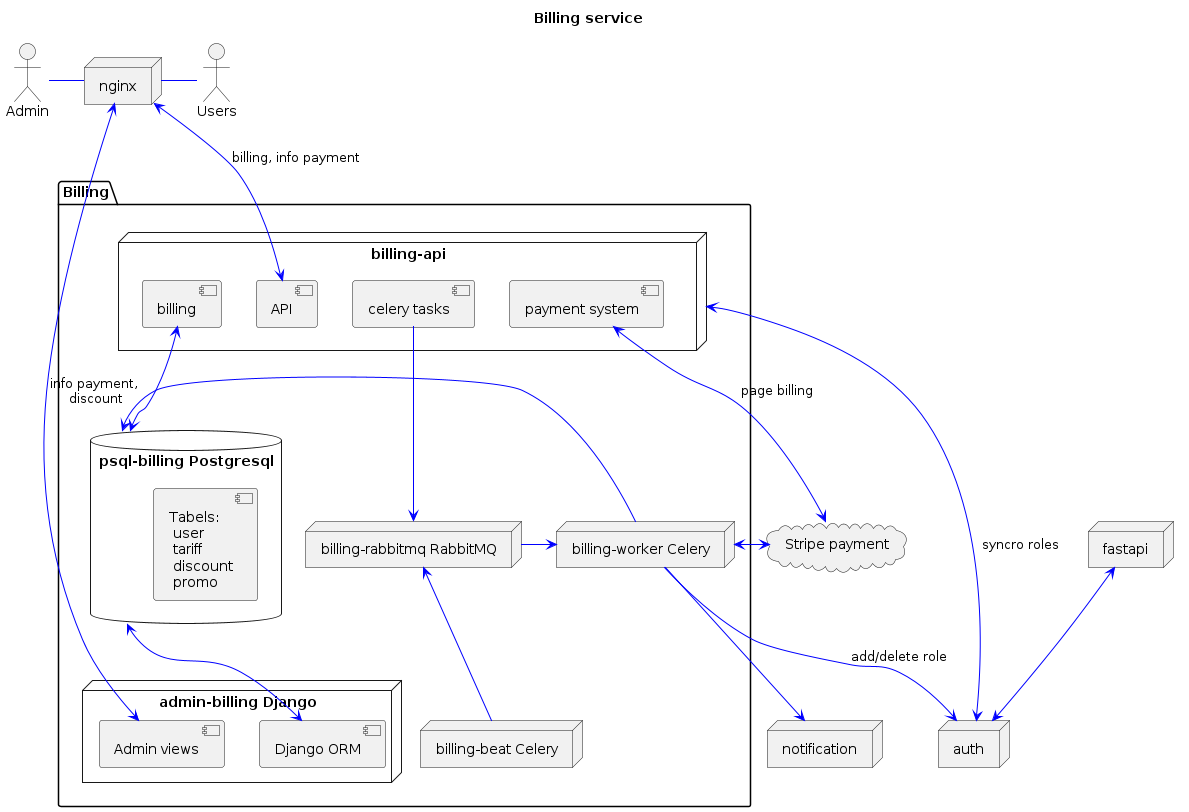 Billing service
Admin
nginx
Users
billing, info payment
Billing
billing-api
billing
API
celery tasks
payment system
info payment,
discount
page billing
psql-billing Postgresql
Tabels:
user
tariff
discount
promo
billing-rabbitmq RabbitMQ
billing-worker Celery
Stripe payment
syncro roles
fastapi
add/delete role
admin-billing Django
Admin views
Django ORM
billing-beat Celery
notification
auth